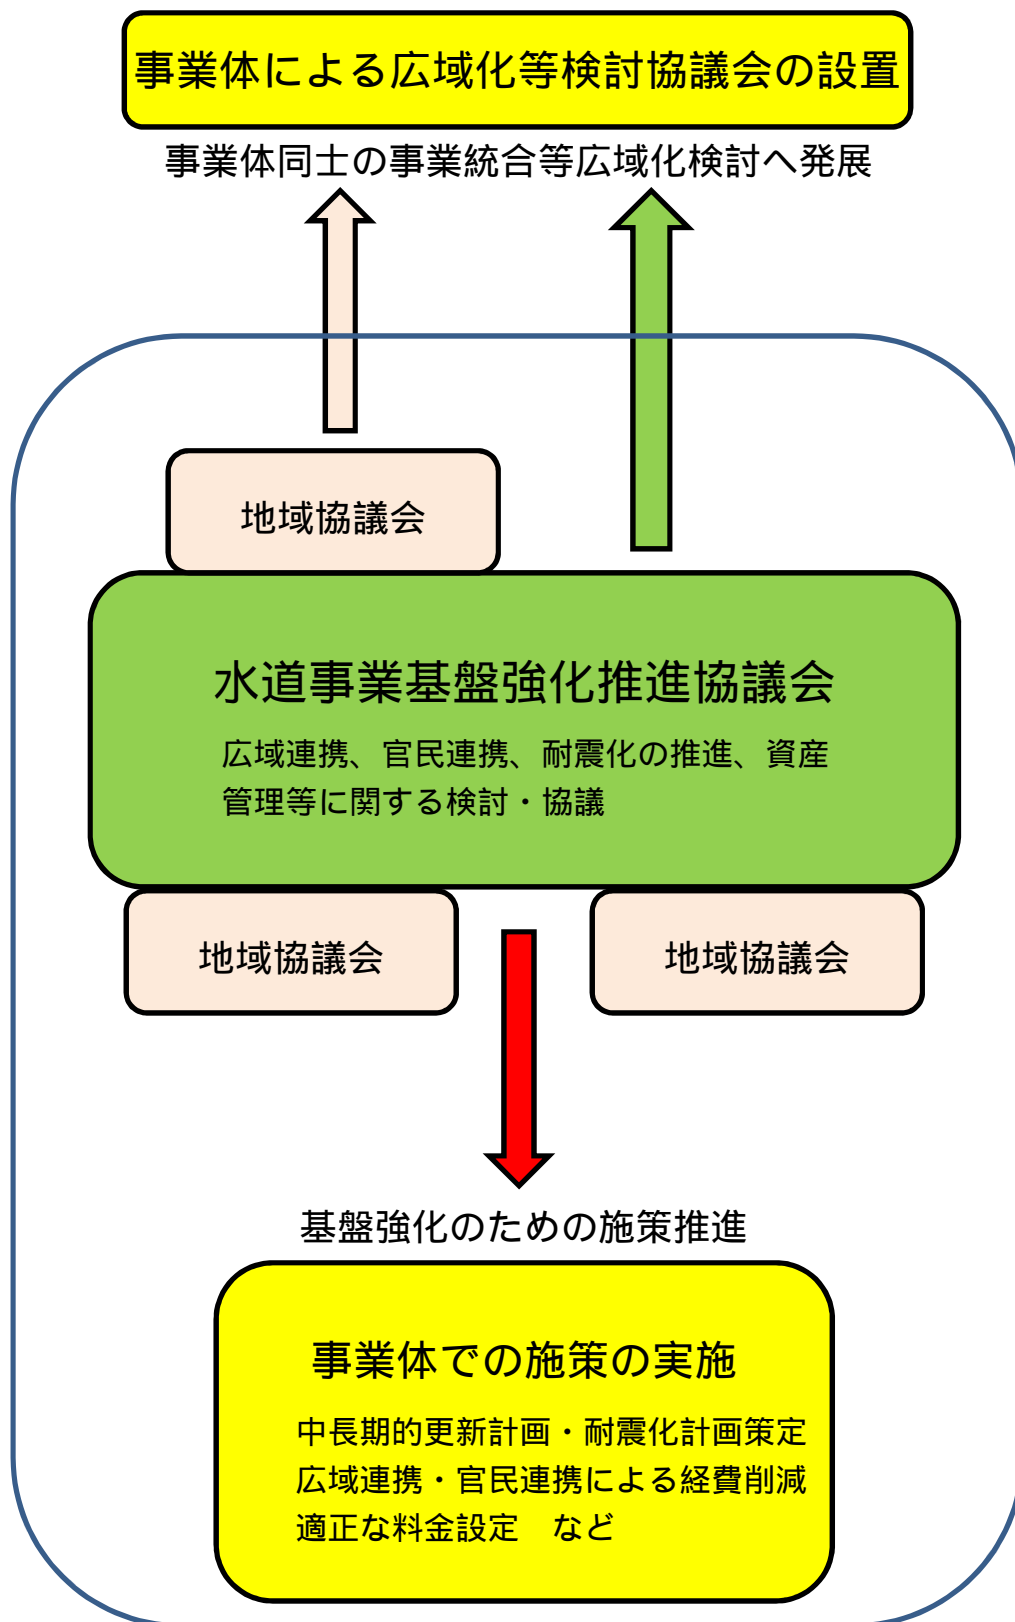 事業体による広域化等検討協議会の設置
事業体同士の事業統合等広域化検討へ発展
地域協議会
水道事業基盤強化推進協議会
広域連携、官民連携、耐震化の推進、資産
管理等に関する検討・協議
地域協議会
地域協議会
基盤強化のための施策推進
事業体での施策の実施
中長期的更新計画・耐震化計画策定
広域連携・官民連携による経費削減
適正な料金設定　など